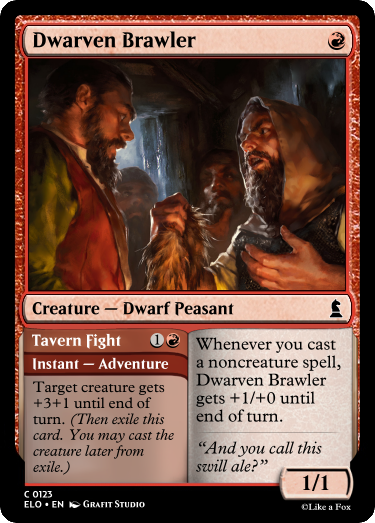 Dwarven Brawler
Creature — Dwarf Peasant
Tavern Fight 1
Instant — Adventure
Target creature gets
+3+1 until end of
turn. (Then exile this
card. You may cast the
creature later from
exile.)
Whenever you cast
a noncreature spell,
Dwarven Brawler
gets +1/+0 until
end of turn.
“And you call this
swill ale?”
1/1
C 0123
ELO • EN Grafit Studio
©Like a Fox